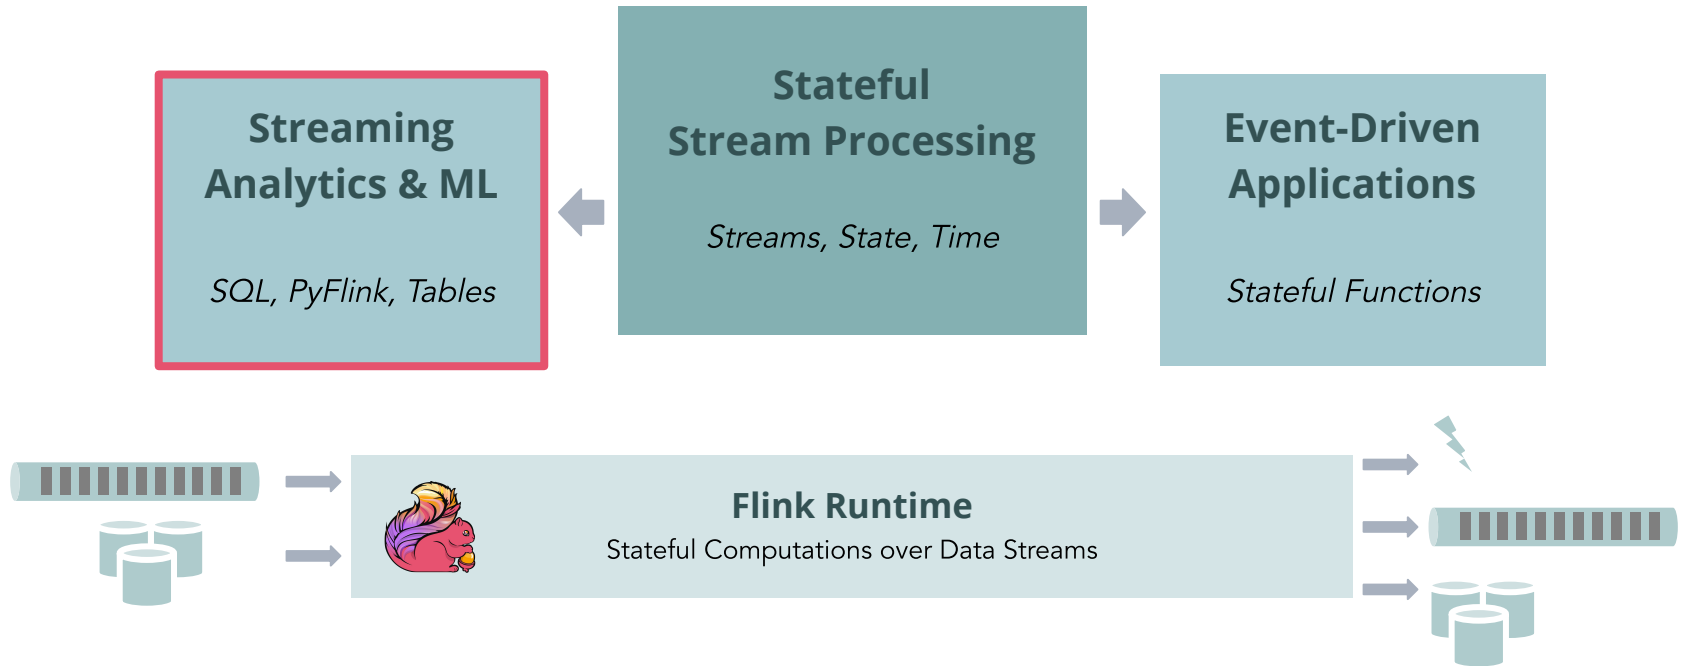 Streaming
Analytics & ML
SQL, PyFlink, Tables
Stateful
Stream Processing
Streams, State, Time
Event-Driven
Applications
Stateful Functions
Flink Runtime
Stateful Computations over Data Streams